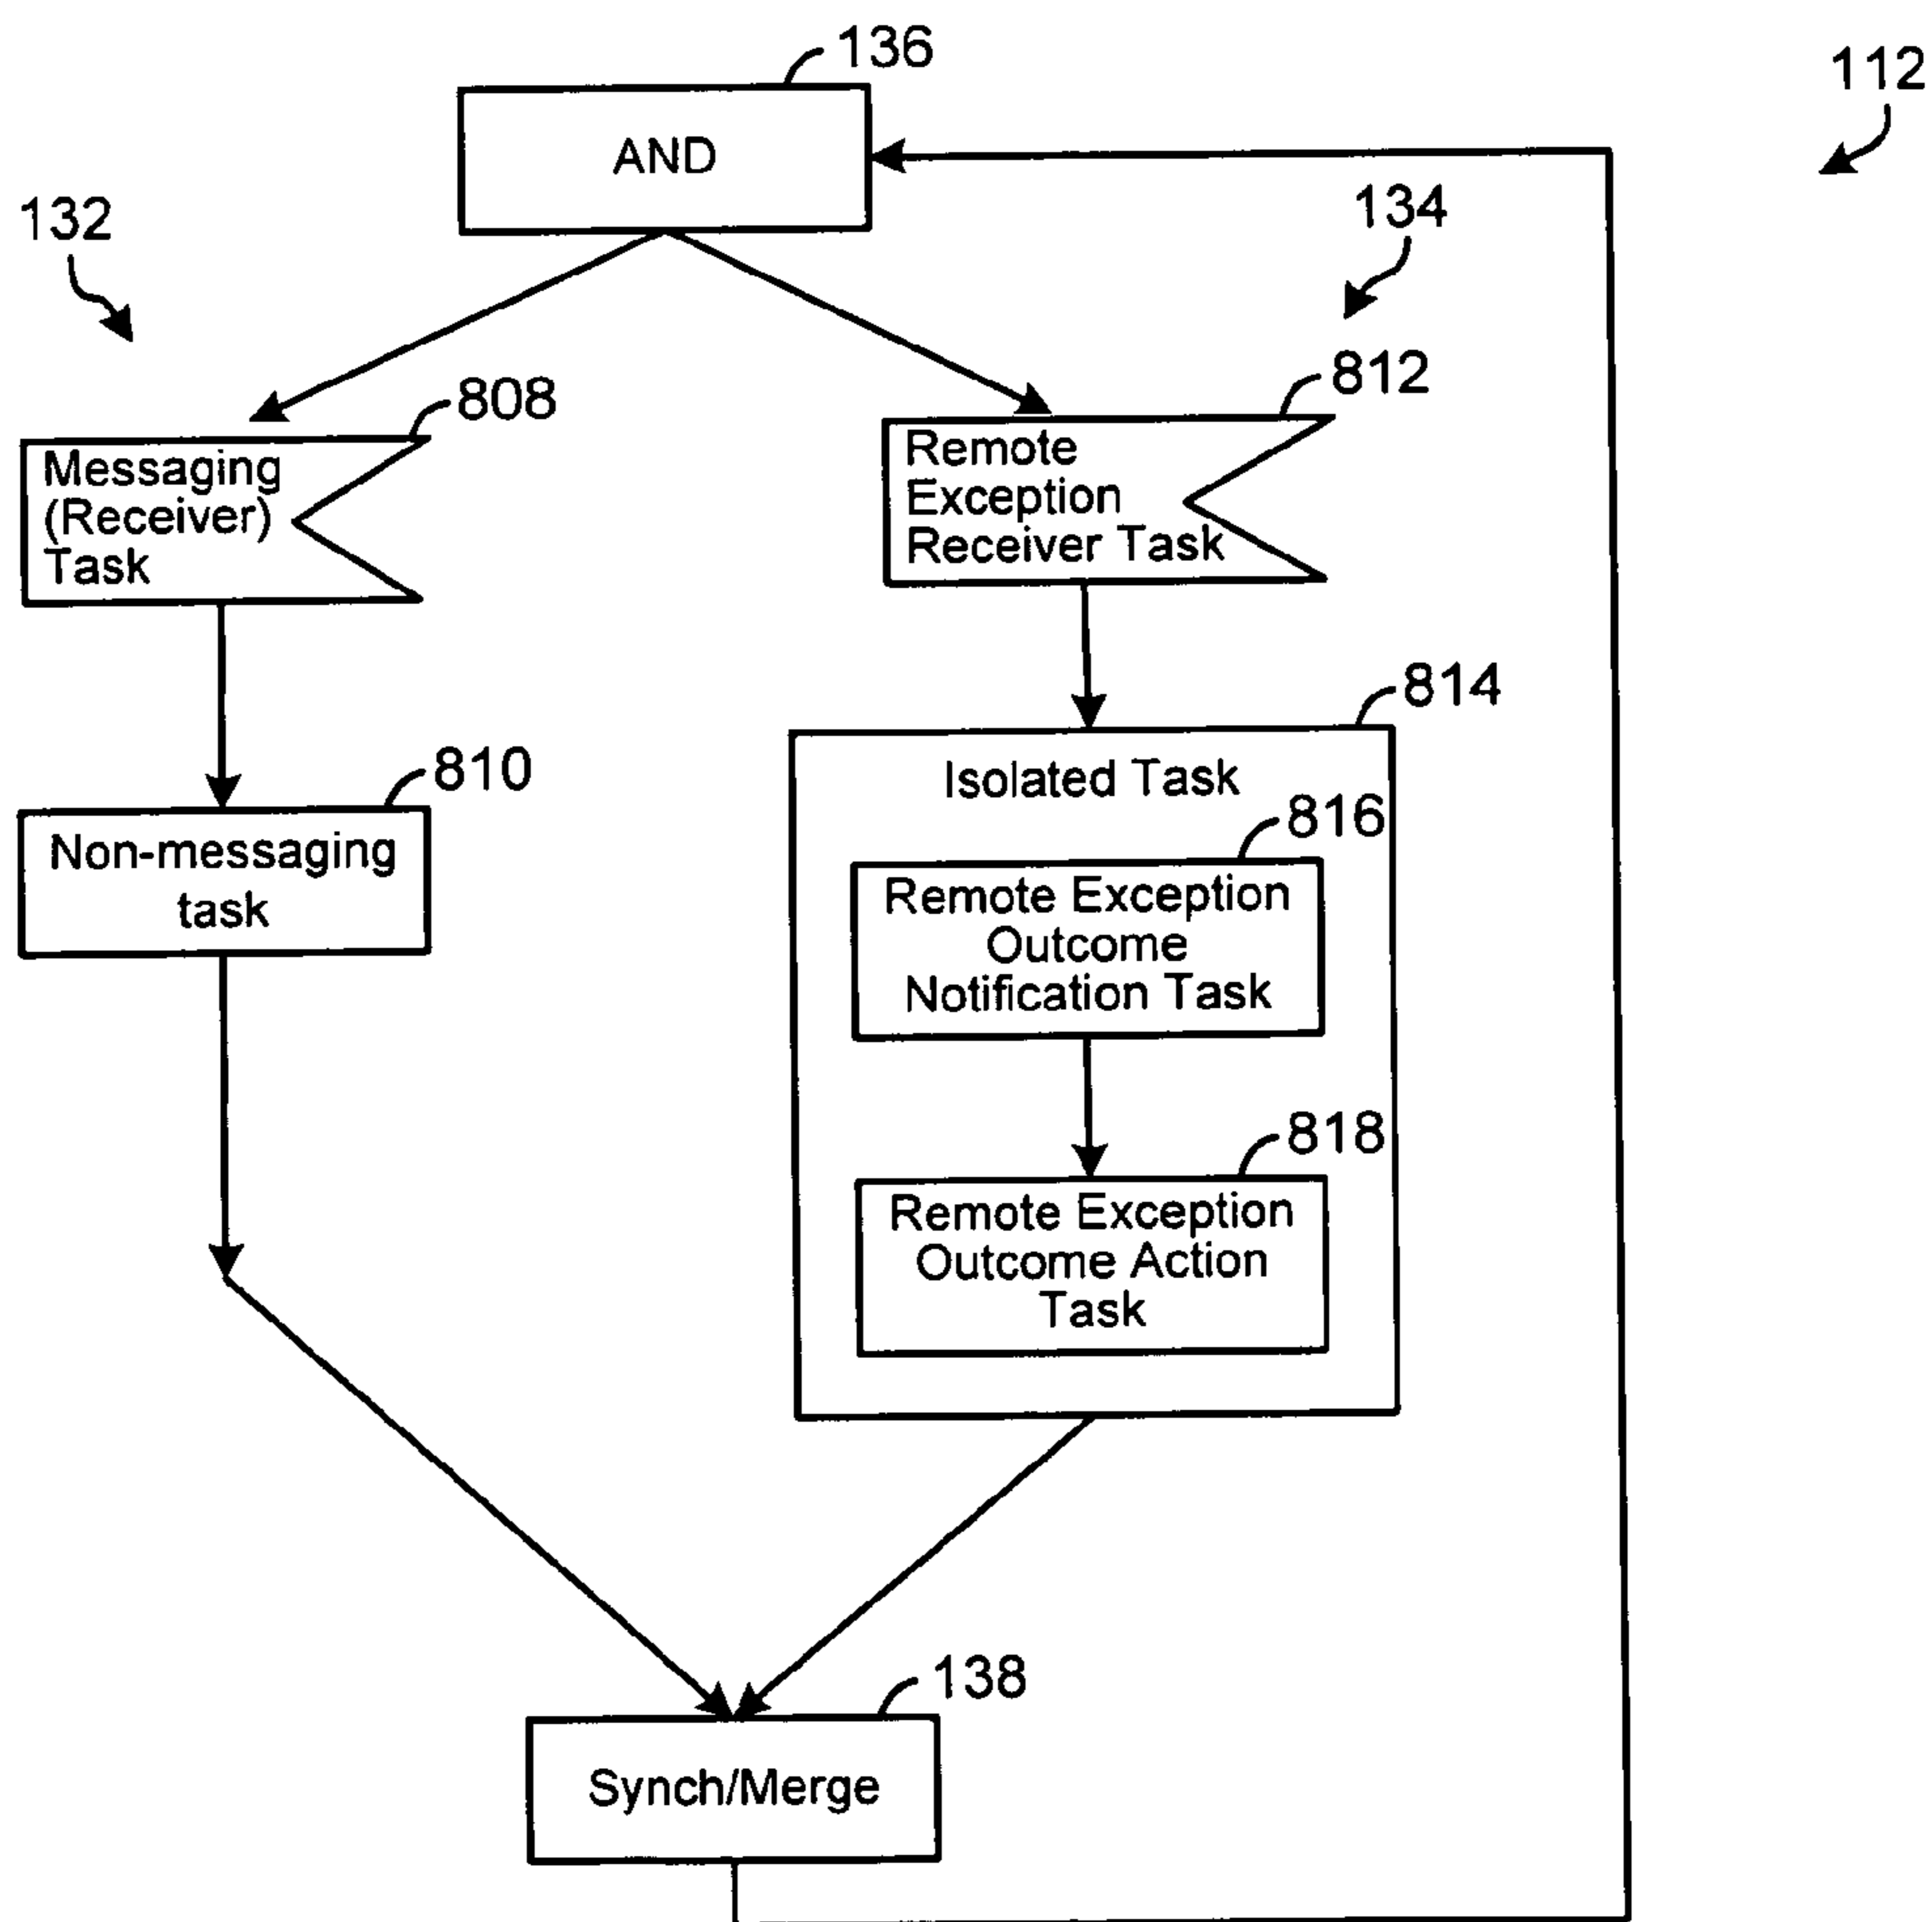 136
112
AND
132
134
808
812
Messaging
(Receiver)
Task
Remote
Exception
Receiver Task
814
810
Isolated Task
816
Non-messaging
task
Remote Exception
Outcome
Notification Task
818
Remote Exception
Outcome Action
Task
138
Synch/Merge